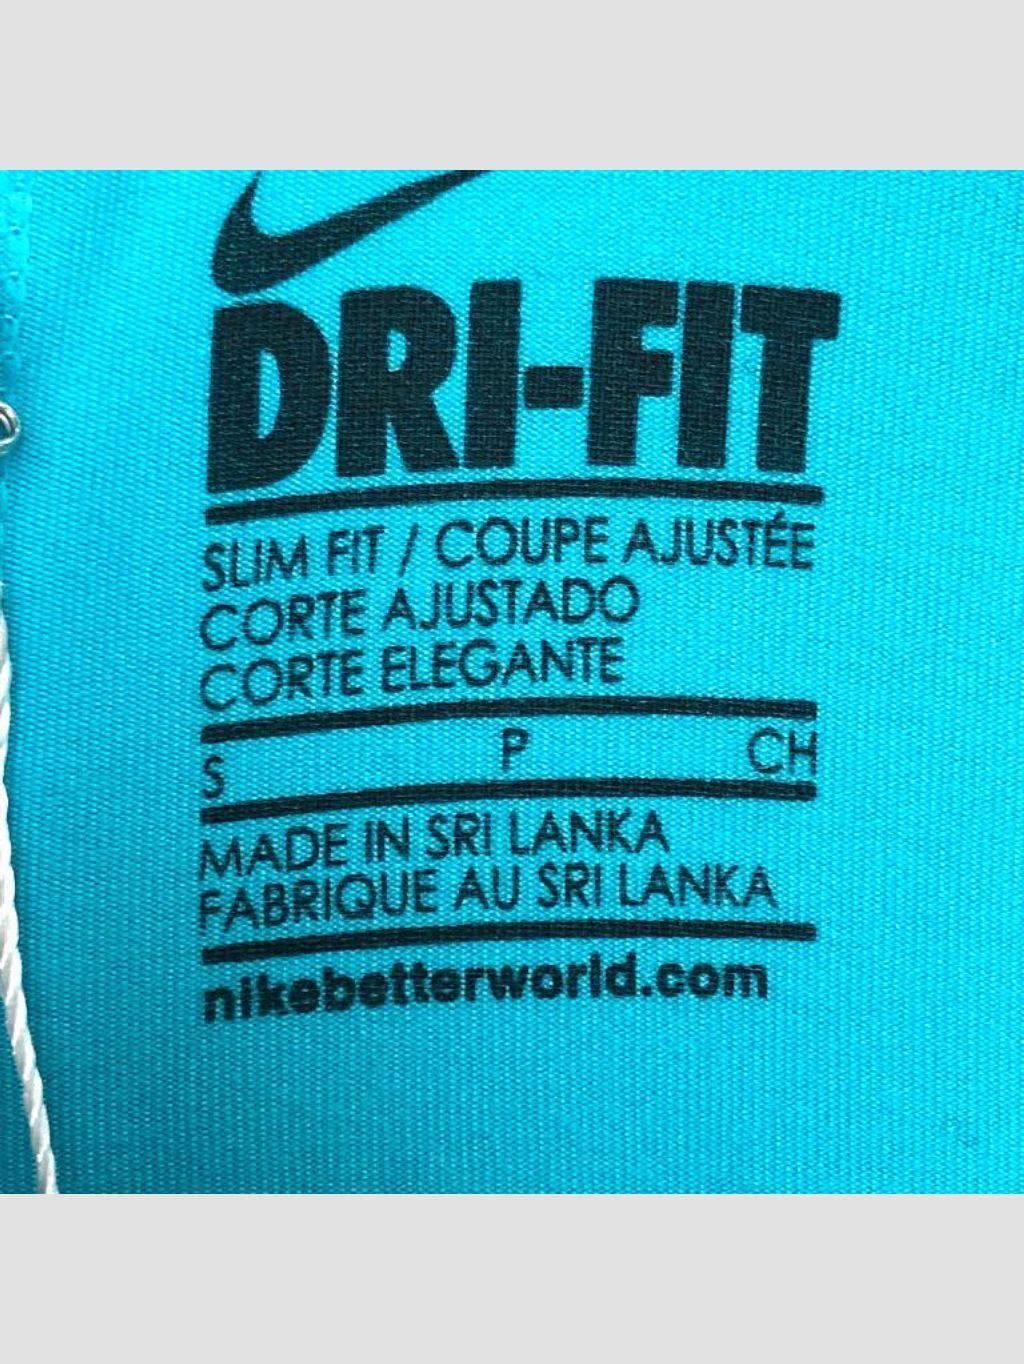 DRI-FIT
SLIM FIT / COUPE AJUSTÉE
CORTE AJUSTADO
CORTE ELEGANTE
S P CH
MADE IN SRI LANKA
FABRIQUE AU SRI LANKA
nikebetterworld.com